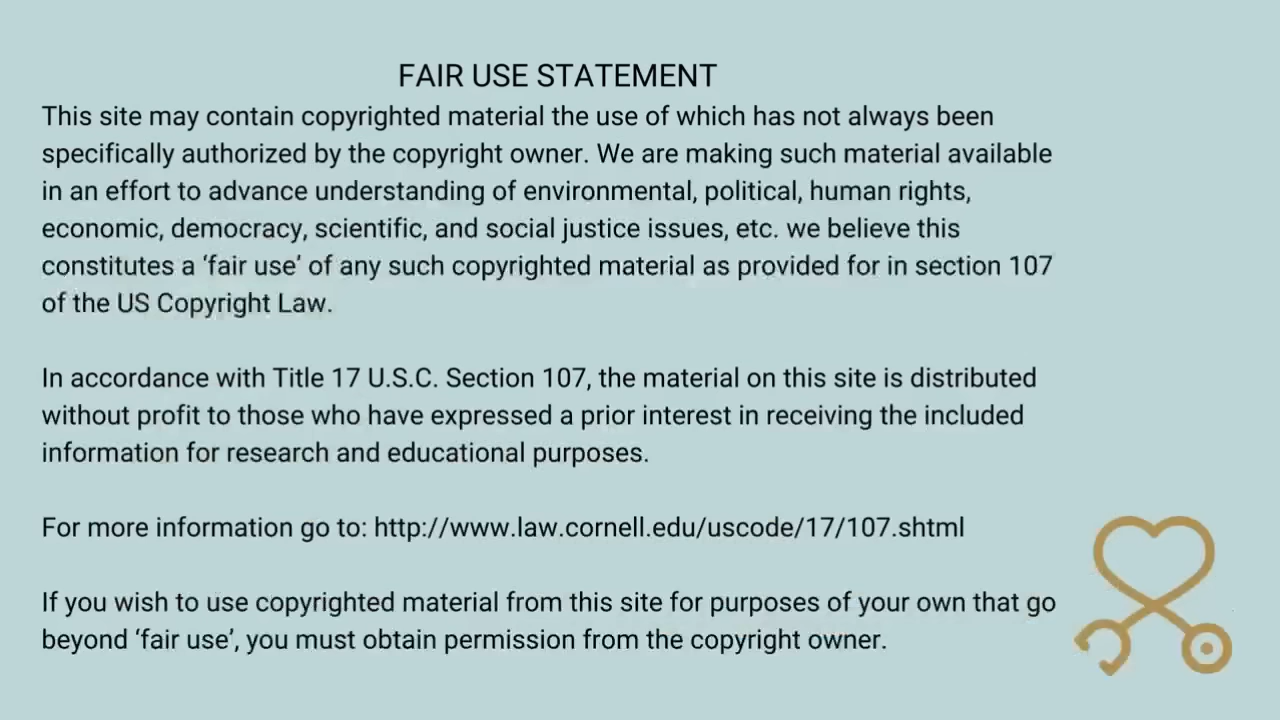 FAIR USE STATEMENT
This site may contain copyrighted material the use of which has not always been
specifically authorized by the copyright owner. We are making such material available
in an effort to advance understanding of environmental, political, human rights,
economic, democracy, scientific, and social justice issues, etc. we believe this
constitutes a ‘fair use’ of any such copyrighted material as provided for in section 107
of the US Copyright Law.
In accordance with Title 17 U.S.C. Section 107, the material on this site is distributed
without profit to those who have expressed a prior interest in receiving the included
information for research and educational purposes.
For more information go to: http://www.law.cornell.edu/uscode/17/107.shtml
If you wish to use copyrighted material from this site for purposes of your own that go
beyond ‘fair use’, you must obtain permission from the copyright owner.